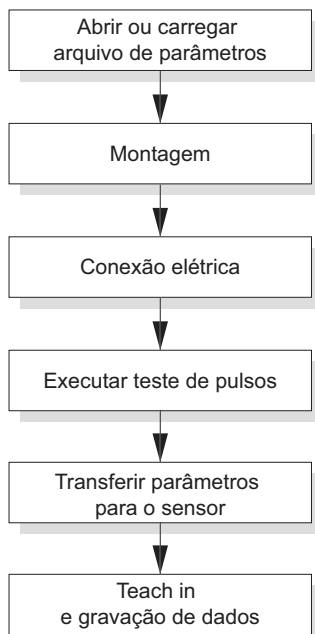 Abrir ou carregar
arquivo de parâmetros
Montagem
Conexão elétrica
Executar teste de pulsos
Transferir parâmetros
para o sensor
Teach in
e gravação de dados